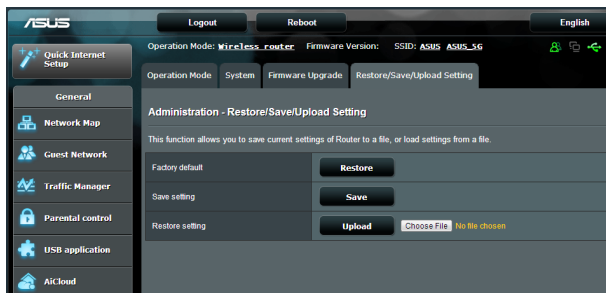 ASUS
Logout
Reboot
English
Quick Internet Setup
Operation Mode: Wireless router Firmware Version: SSID: ASUS ASUS_5G
Operation Mode
System
Firmware Upgrade
Restore/Save/Upload Setting
General
Network Map
Guest Network
Traffic Manager
Parental control
USB application
AiCloud
Administration - Restore/Save/Upload Setting
This function allows you to save current settings of Router to a file, or load settings from a file.
Factory default
Restore
Save setting
Save
Restore setting
Upload
Choose File No file chosen